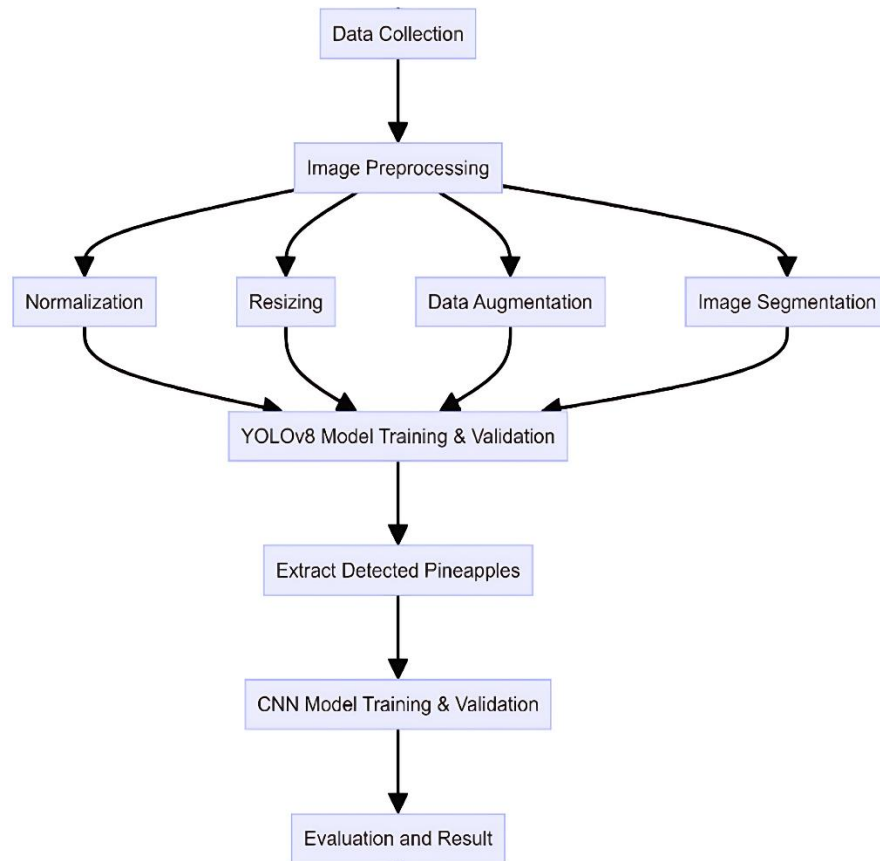 Data Collection
Image Preprocessing
Normalization
Resizing
Data Augmentation
Image Segmentation
YOLOv8 Model Training & Validation
Extract Detected Pineapples
CNN Model Training & Validation
Evaluation and Result